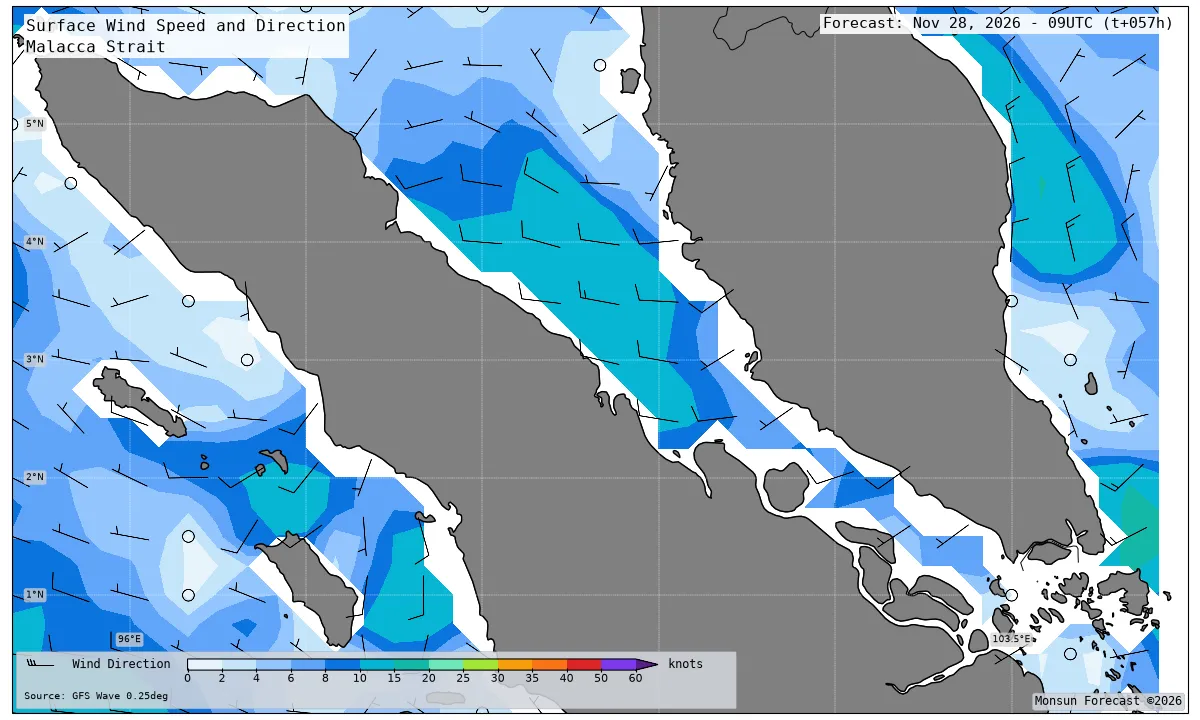 Surface Wind Speed and Direction
Malacca Strait
Forecast: Nov 28, 2026 - 09UTC (t+057h)
5°N
4°N
3°N
2°N
1°N
96°E
103.5°E
Wind Direction
0 2 4 6 8 10 15 20 25 30 35 40 50 60
knots
Source: GFS Wave 0.25deg
Monsun Forecast ©2026